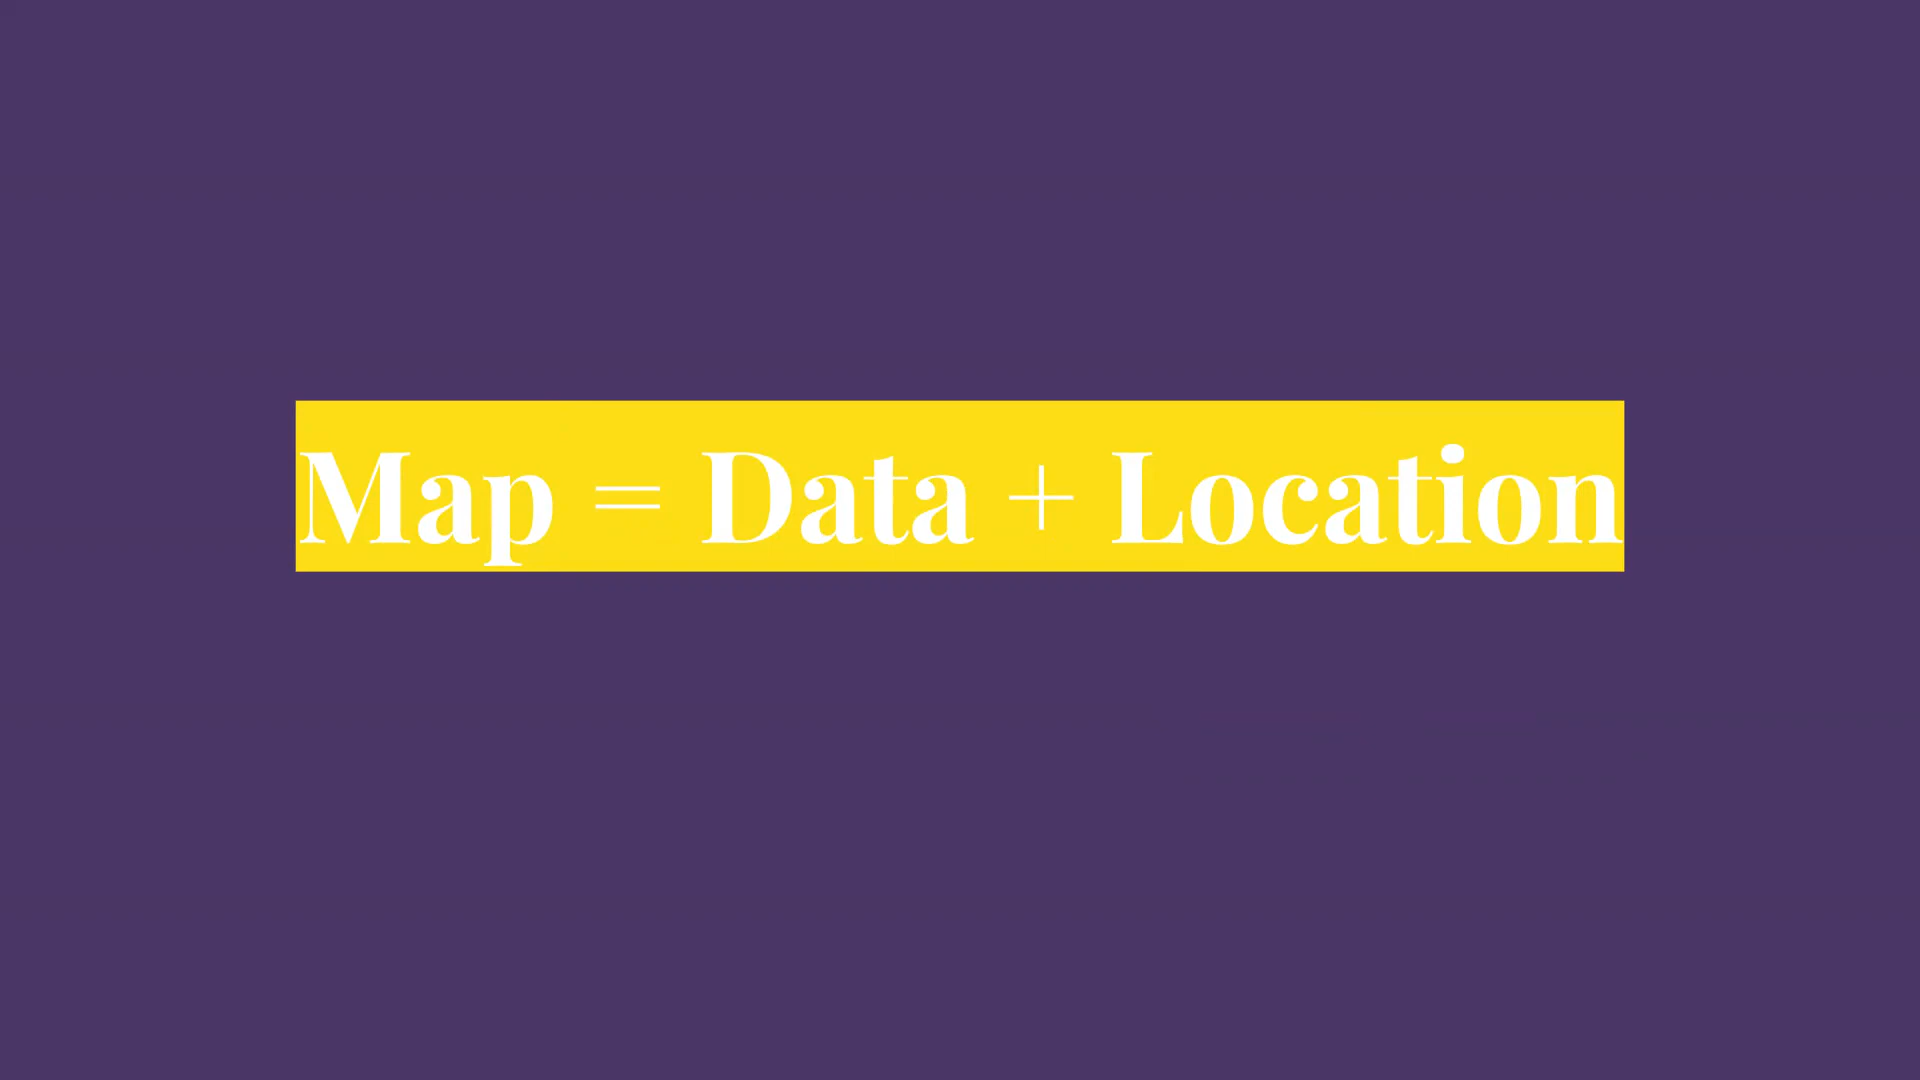 Map = Data + Location